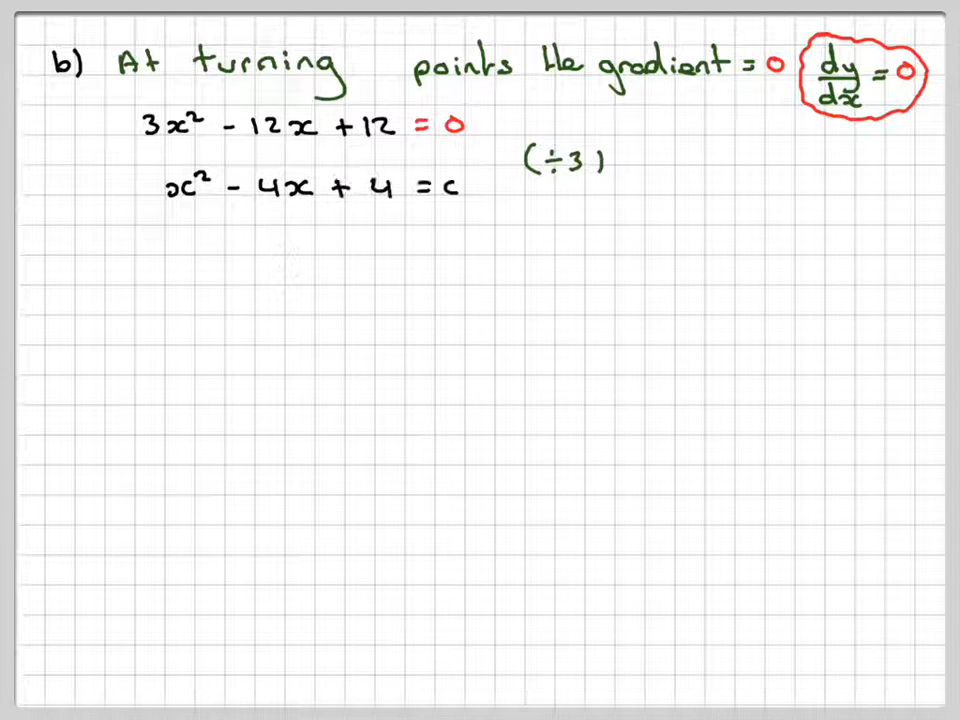 b) At turning points the gradient = 0 dy/dx = 0
3x² - 12x + 12 = 0
(÷3)
x² - 4x + 4 = c